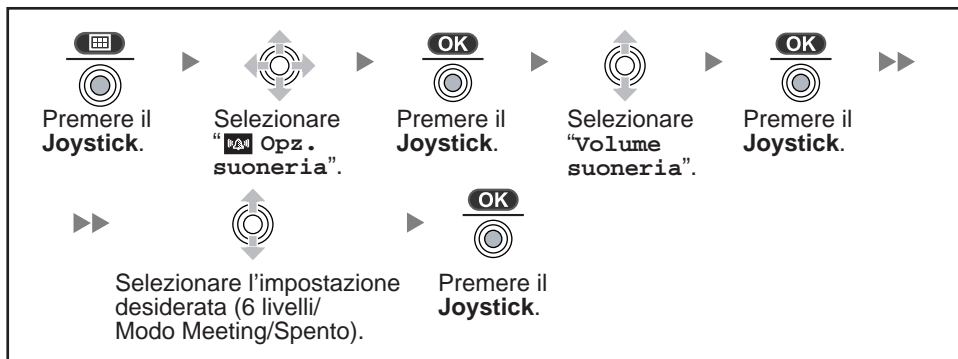 Premere il
Joystick.
Selezionare
“ Opz.
suoneria”.
OK
Premere il
Joystick.
Selezionare
“Volume
suoneria”.
OK
Premere il
Joystick.
Selezionare l’impostazione
desiderata (6 livelli/
Modo Meeting/Spento).
OK
Premere il
Joystick.